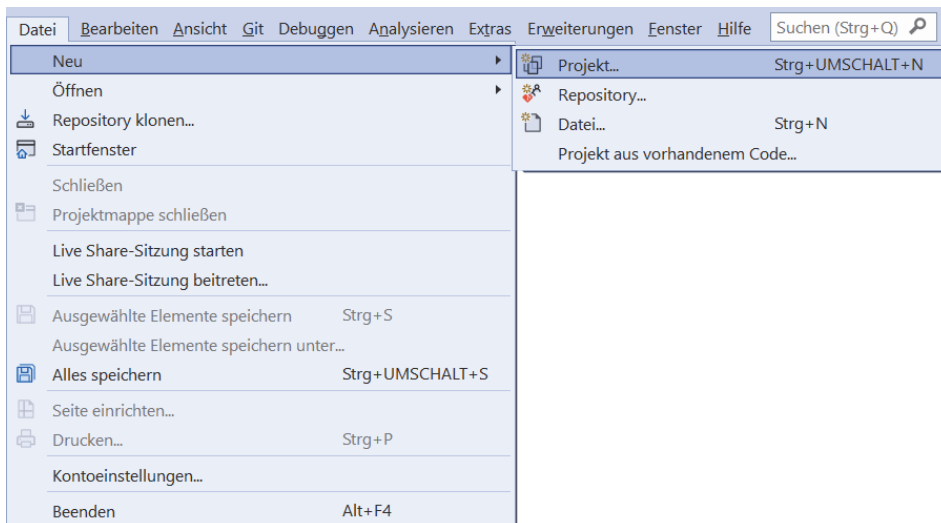 Datei Bearbeiten Ansicht Git Debuggen Analysieren Extras Erweiterungen Fenster Hilfe Suchen (Strg+Q)
Neu
Öffnen
Repository klonen...
Startfenster
Schließen
Projektmappe schließen
Live Share-Sitzung starten
Live Share-Sitzung beitreten...
Ausgewählte Elemente speichern Strg+S
Ausgewählte Elemente speichern unter...
Alles speichern Strg+UMSCHALT+S
Seite einrichten...
Drucken... Strg+P
Kontoeinstellungen...
Beenden Alt+F4
Projekt... Strg+UMSCHALT+N
Repository...
Datei... Strg+N
Projekt aus vorhandenem Code...